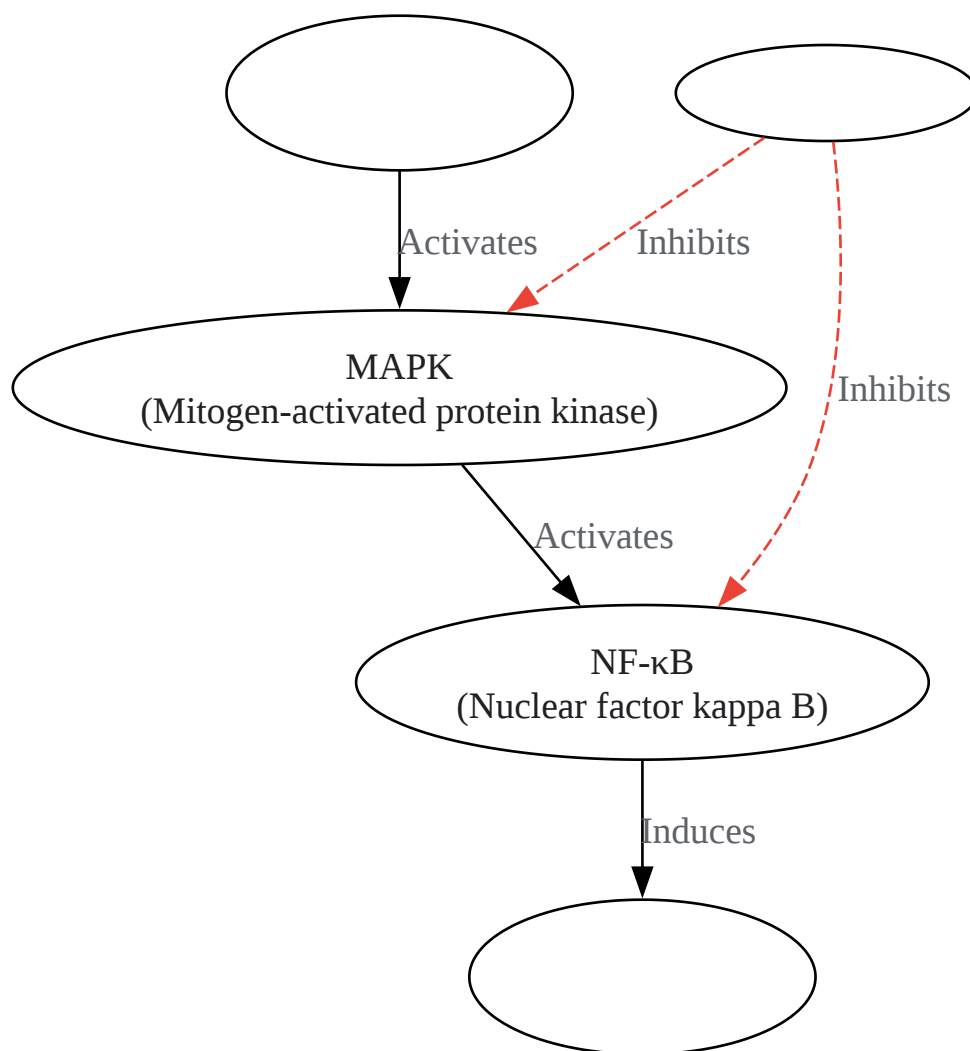 Activates
Inhibits
MAPK
(Mitogen-activated protein kinase)
Inhibits
Activates
NF-κB
(Nuclear factor kappa B)
Induces